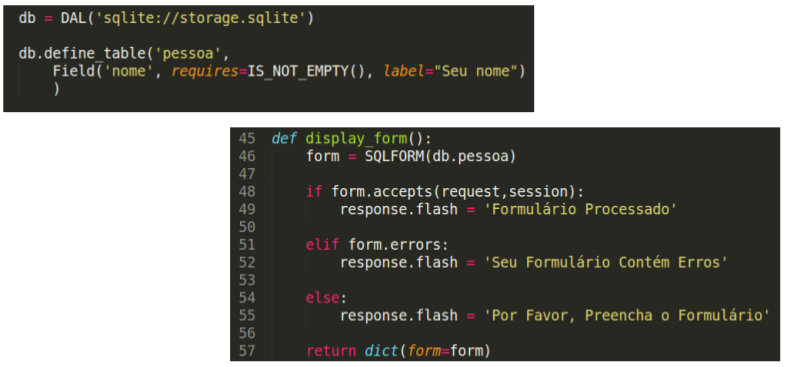 db = DAL('sqlite://storage.sqlite')
db.define_table('pessoa',
    Field('nome', requires=IS_NOT_EMPTY(), label="Seu nome")
    )
45 def display_form():
46     form = SQLFORM(db.pessoa)
47
48     if form.accepts(request,session):
49         response.flash = 'Formulário Processado'
50
51     elif form.errors:
52         response.flash = 'Seu Formulário Contém Erros'
53
54     else:
55         response.flash = 'Por Favor, Preencha o Formulário'
56
57     return dict(form=form)